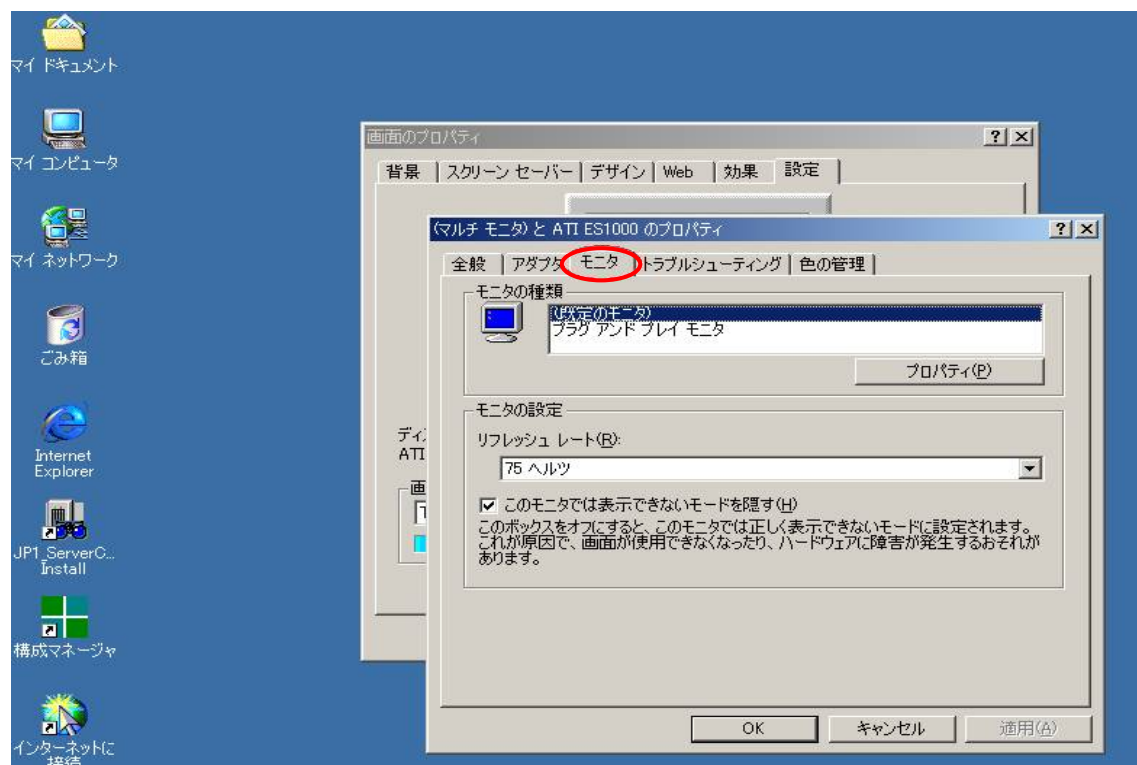 マイ ドキュメント
マイ コンピュータ
マイ ネットワーク
ごみ箱
Internet
Explorer
JP1_ServerC...
Install
構成マネージャ
インターネットに
接続
画面のプロパティ
背景 スクリーン セーバー デザイン Web 効果 設定
ATI
画
(マルチ モニタ) と ATI ES1000 のプロパティ
全般 アダプタ モニタ トラブルシューティング 色の管理
モニタの種類
(既定のモニタ)
プラグ アンド プレイ モニタ
プロパティ(P)
モニタの設定
リフレッシュ レート(R):
75 ヘルツ
このモニタでは表示できないモードを隠す(H)
このボックスをオフにすると、このモニタでは正しく表示できないモードに設定されます。
これが原因で、画面が使用できなくなったり、ハードウェアに障害が発生するおそれが
あります。
OK キャンセル 適用(A)